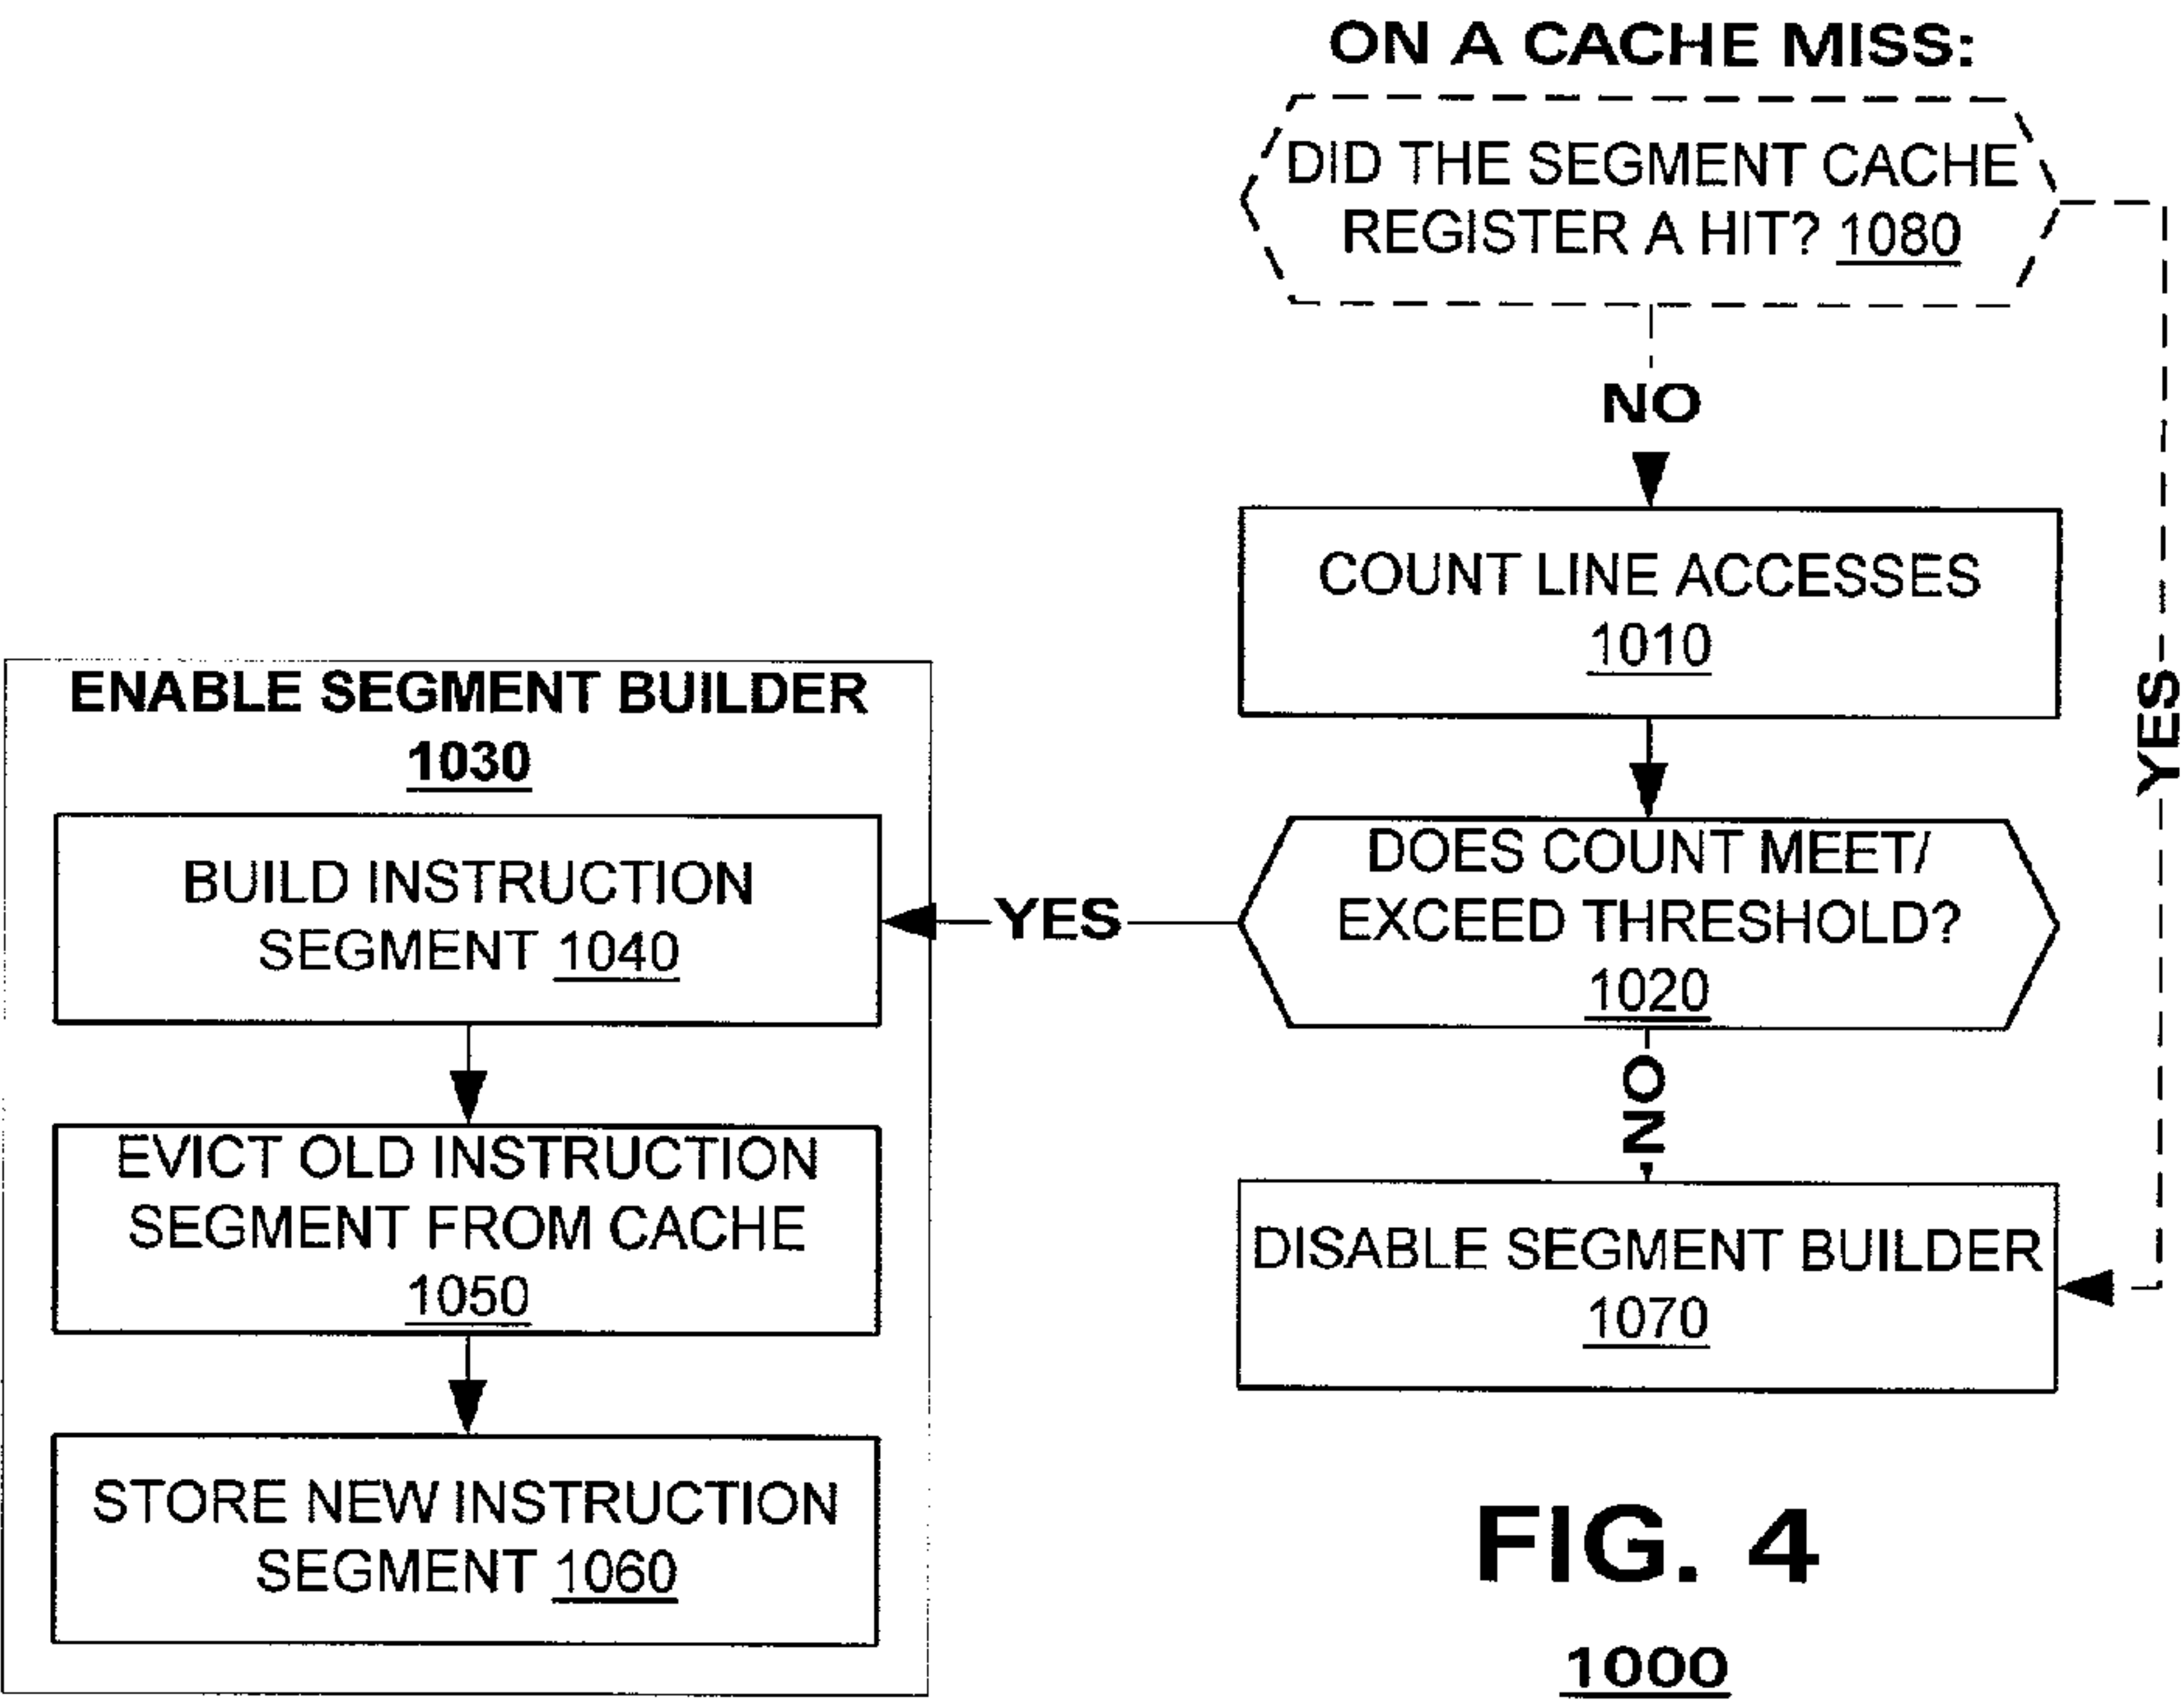 ON A CACHE MISS:
DID THE SEGMENT CACHE
REGISTER A HIT? 1080
NO
YES
COUNT LINE ACCESSES
1010
DOES COUNT MEET/
EXCEED THRESHOLD?
1020
YES
NO
DISABLE SEGMENT BUILDER
1070
ENABLE SEGMENT BUILDER
1030
BUILD INSTRUCTION
SEGMENT 1040
EVICT OLD INSTRUCTION
SEGMENT FROM CACHE
1050
STORE NEW INSTRUCTION
SEGMENT 1060
FIG. 4
1000